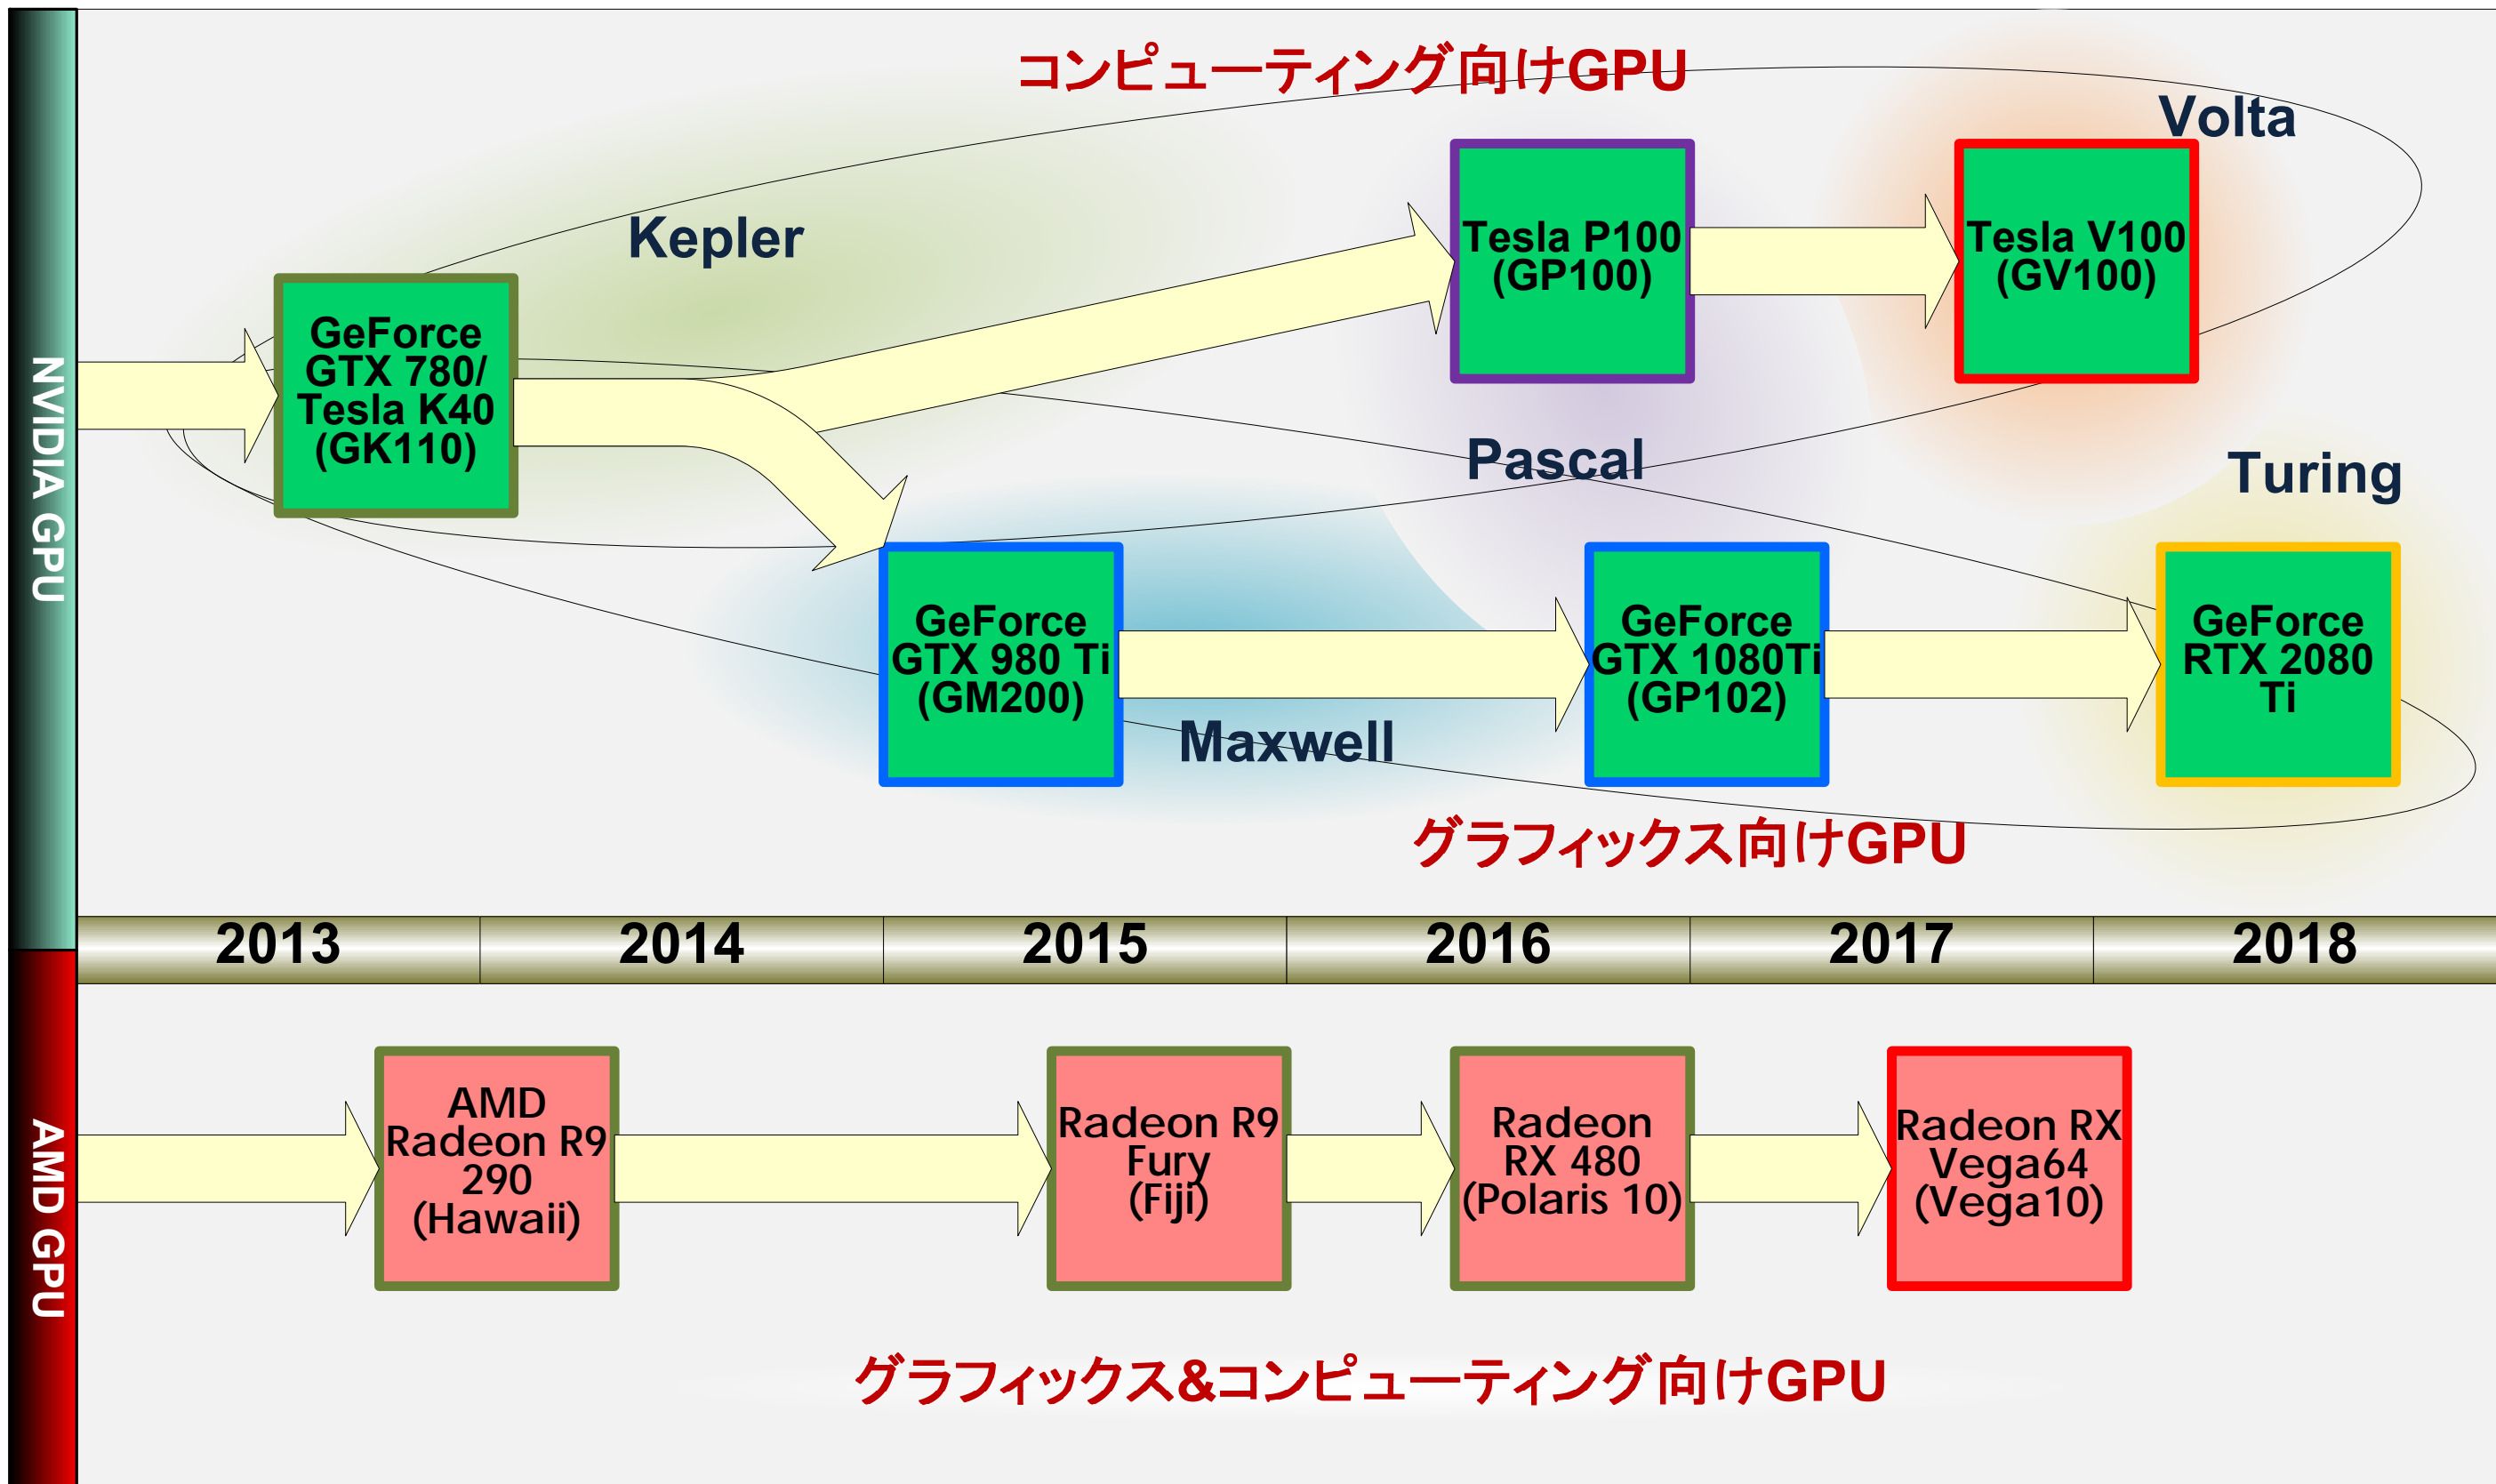 コンピューティング向けGPU
Volta
Kepler
Tesla P100
(GP100)
Tesla V100
(GV100)
GeForce
GTX 780/
Tesla K40
(GK110)
NVIDIA GPU
Pascal
Turing
GeForce
GTX 980 Ti
(GM200)
GeForce
GTX 1080Ti
(GP102)
GeForce
RTX 2080
Ti
Maxwell
グラフィックス向けGPU
2013
2014
2015
2016
2017
2018
AMD GPU
AMD
Radeon R9
290
(Hawaii)
Radeon R9
Fury
(Fiji)
Radeon
RX 480
(Polaris 10)
Radeon RX
Vega64
(Vega10)
グラフィックス&コンピューティング向けGPU